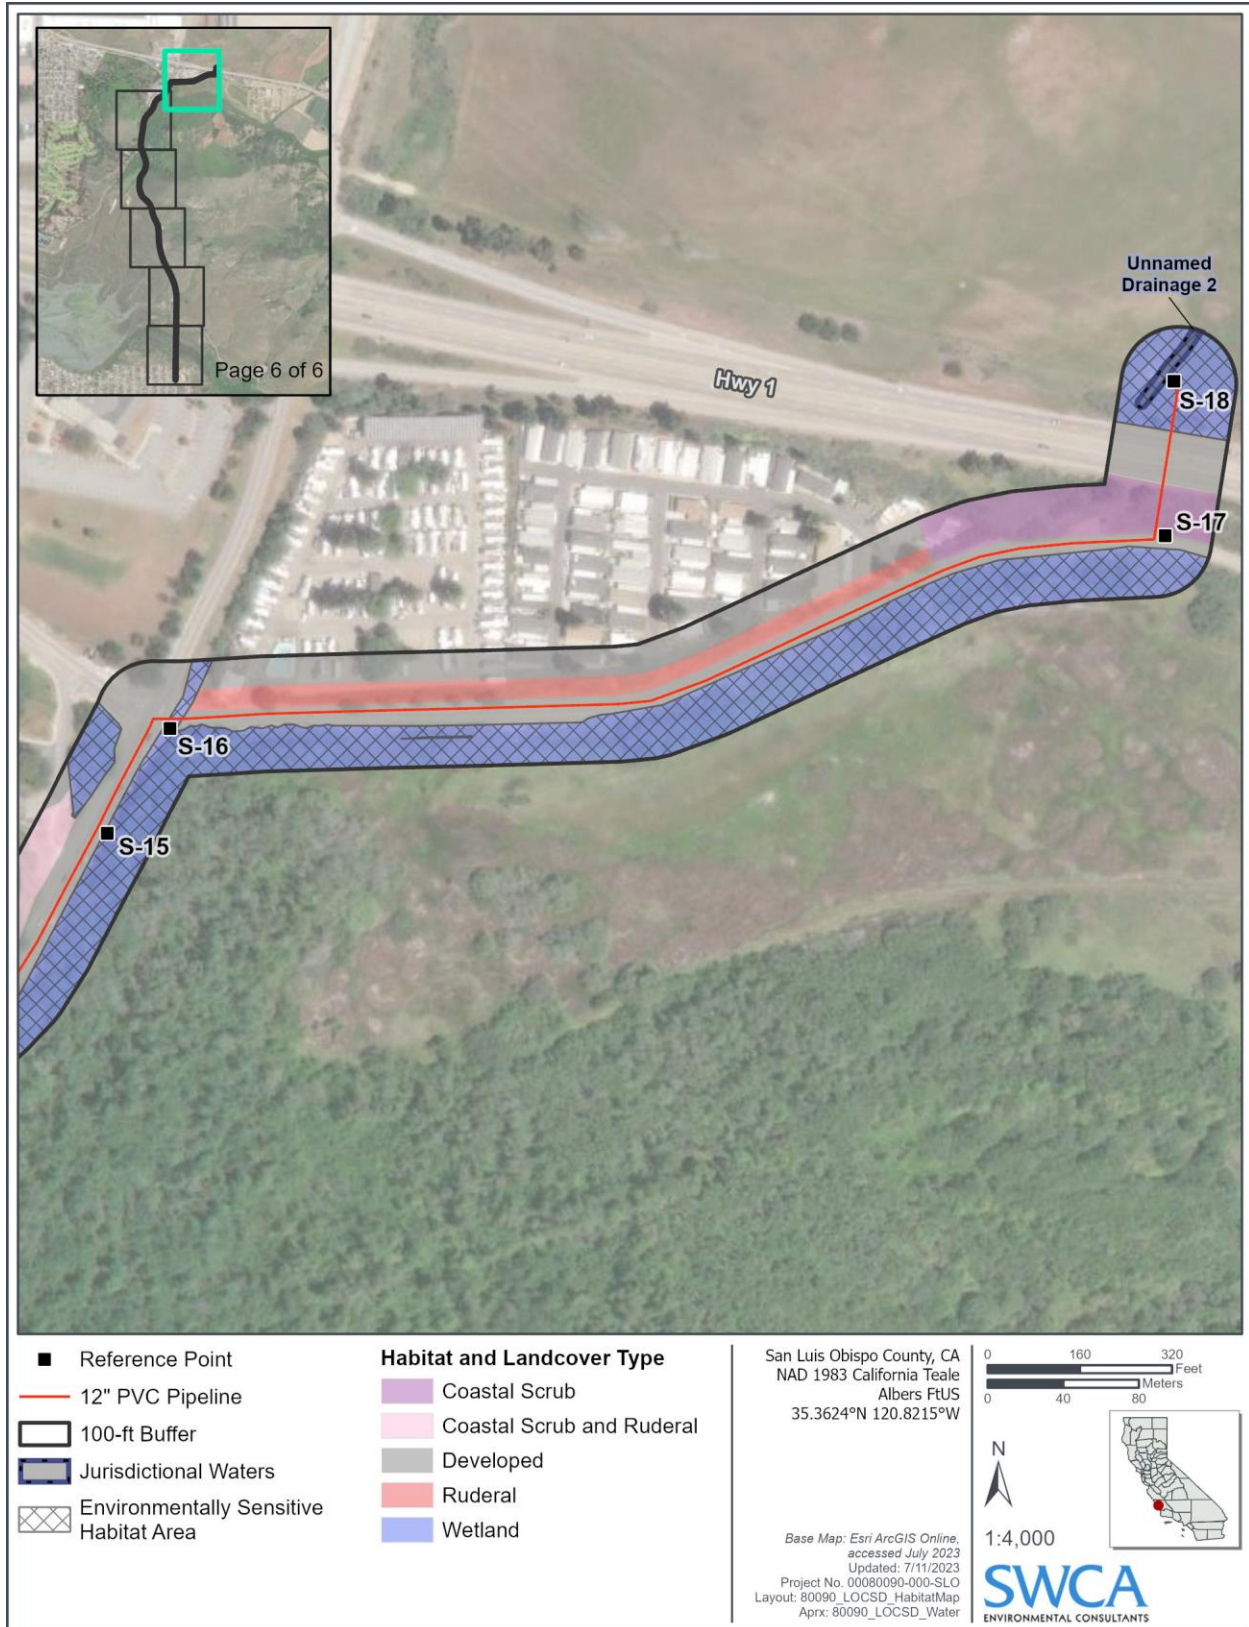 Page 6 of 6
Unnamed
Drainage 2
Hwy 1
S-18
S-17
S-16
S-15
Reference Point
12" PVC Pipeline
100-ft Buffer
Jurisdictional Waters
Environmentally Sensitive
Habitat Area
Habitat and Landcover Type
Coastal Scrub
Coastal Scrub and Ruderal
Developed
Ruderal
Wetland
San Luis Obispo County, CA
NAD 1983 California Teale
Albers FtUS
35.3624°N 120.8215°W
Base Map: Esri ArcGIS Online,
accessed July 2023
Updated: 7/11/2023
Project No. 00080090-000-SLO
Layout: 80090_LOCSD_HabitatMap
Aprx: 80090_LOCSD_Water
0 160 320
Feet
Meters
0 40 80
N
1:4,000
SWCA
ENVIRONMENTAL CONSULTANTS